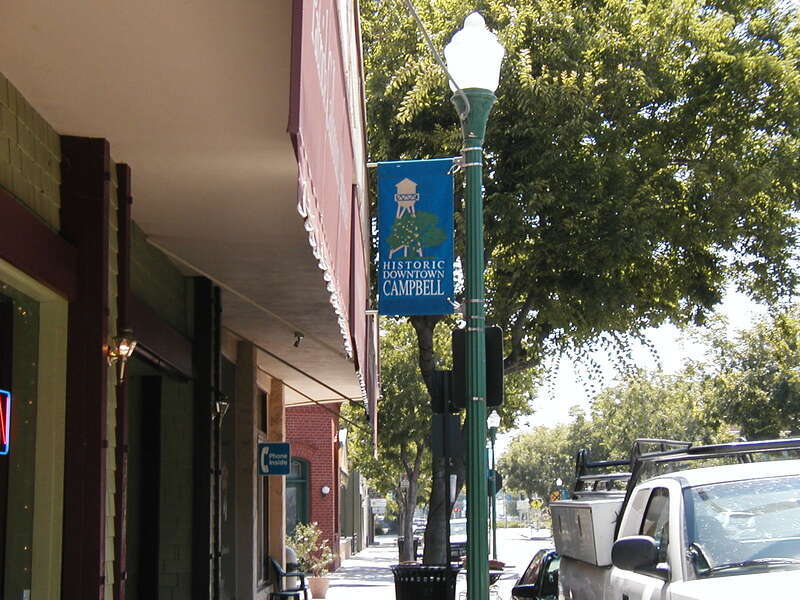 HISTORIC
DOWNTOWN
CAMPBELL
Phone
Inside